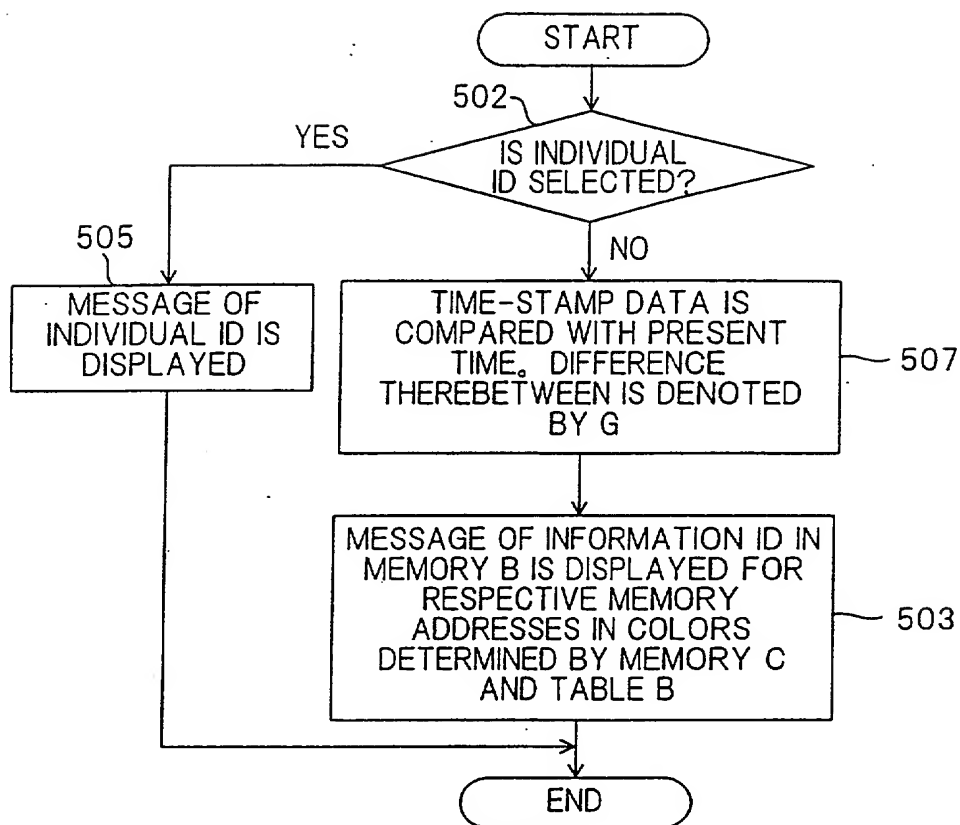 START
502
YES
IS INDIVIDUAL
ID SELECTED?
505
NO
MESSAGE OF
INDIVIDUAL ID IS
DISPLAYED
TIME-STAMP DATA IS
COMPARED WITH PRESENT
TIME。 DIFFERENCE
THEREBETWEEN IS DENOTED
BY G
507
MESSAGE OF INFORMATION ID IN
MEMORY B IS DISPLAYED FOR
RESPECTIVE MEMORY
ADDRESSES IN COLORS
DETERMINED BY MEMORY C
AND TABLE B
503
END